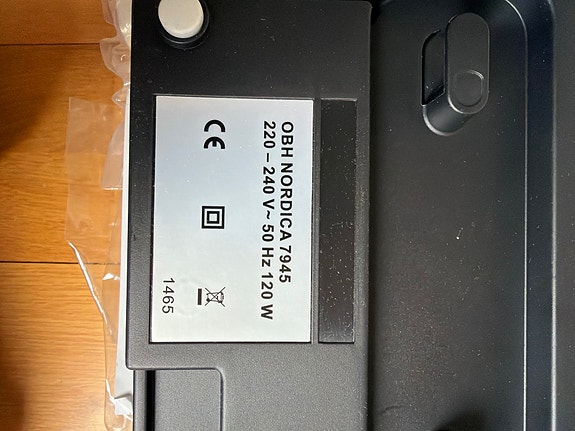 OBH NORDICA 7945
220 – 240 V~ 50 Hz 120 W
CE
1465